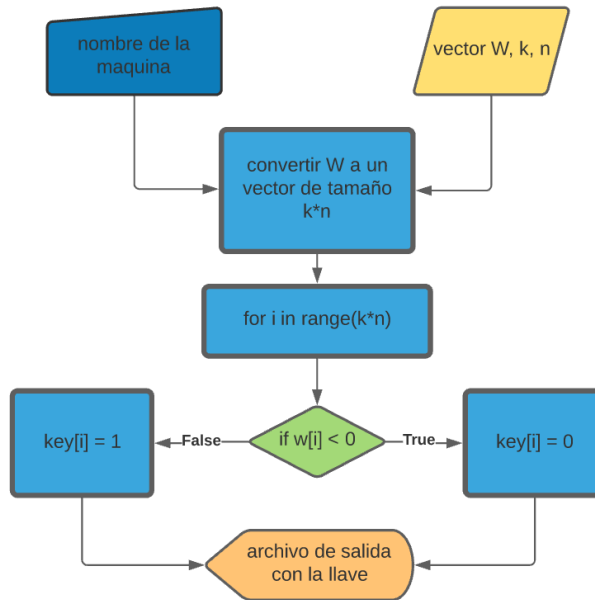 nombre de la
maquina
vector W, k, n
convertir W a un
vector de tamaño
k*n
for i in range(k*n)
if w[i] < 0
False
True
key[i] = 1
key[i] = 0
archivo de salida
con la llave